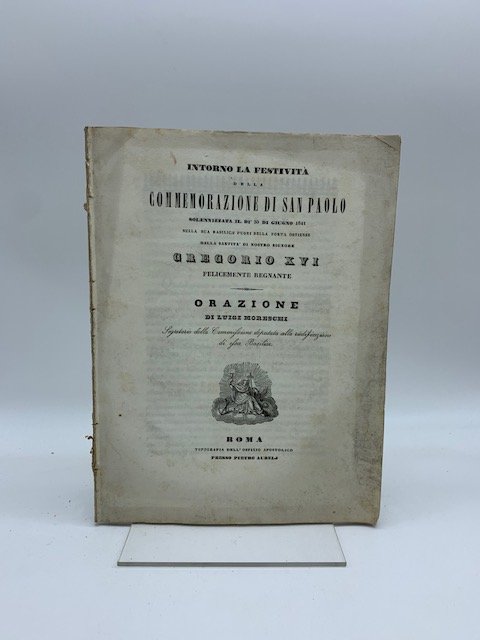 INTORNO LA FESTIVITÀ
DELLA
COMMEMORAZIONE DI SAN PAOLO
SOLENNIZZATA IL DI' 30 DI GIUGNO 1841
NELLA SUA BASILICA FUORI DELLA PORTA OSTIENSE
DALLA SANTITA' DI NOSTRO SIGNORE
GREGORIO XVI
FELICEMENTE REGNANTE
ORAZIONE
DI LUIGI MORESCHI
Segretario della Commissione deputata alla riedificazione
di essa Basilica
ROMA
TIPOGRAFIA DELL'OSPIZIO APOSTOLICO
PRESSO PIETRO AURELJ